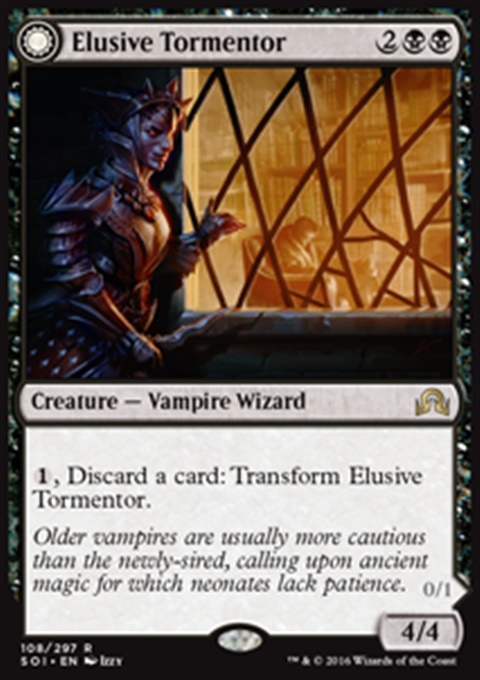 Elusive Tormentor 2
Creature — Vampire Wizard
1, Discard a card: Transform Elusive
Tormentor.
Older vampires are usually more cautious
than the newly-sired, calling upon ancient
magic for which neonates lack patience.
0/1
4/4
108/297 R
SOI • EN Izzy
™ & © 2016 Wizards of the Coast